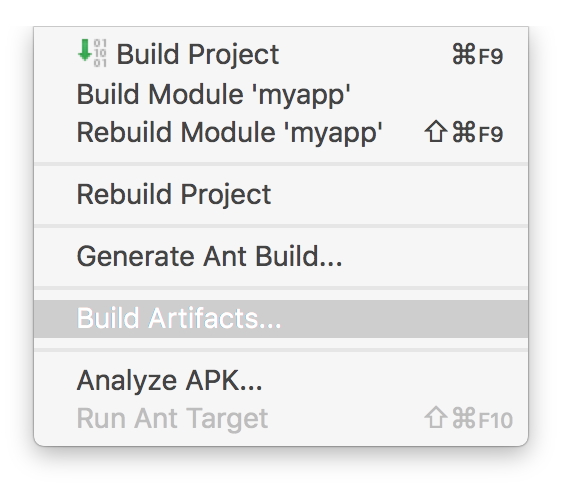 Build Project ⌘F9
Build Module 'myapp'
Rebuild Module 'myapp' ⇧⌘F9
Rebuild Project
Generate Ant Build...
Build Artifacts...
Analyze APK...
Run Ant Target ⇧⌘F10